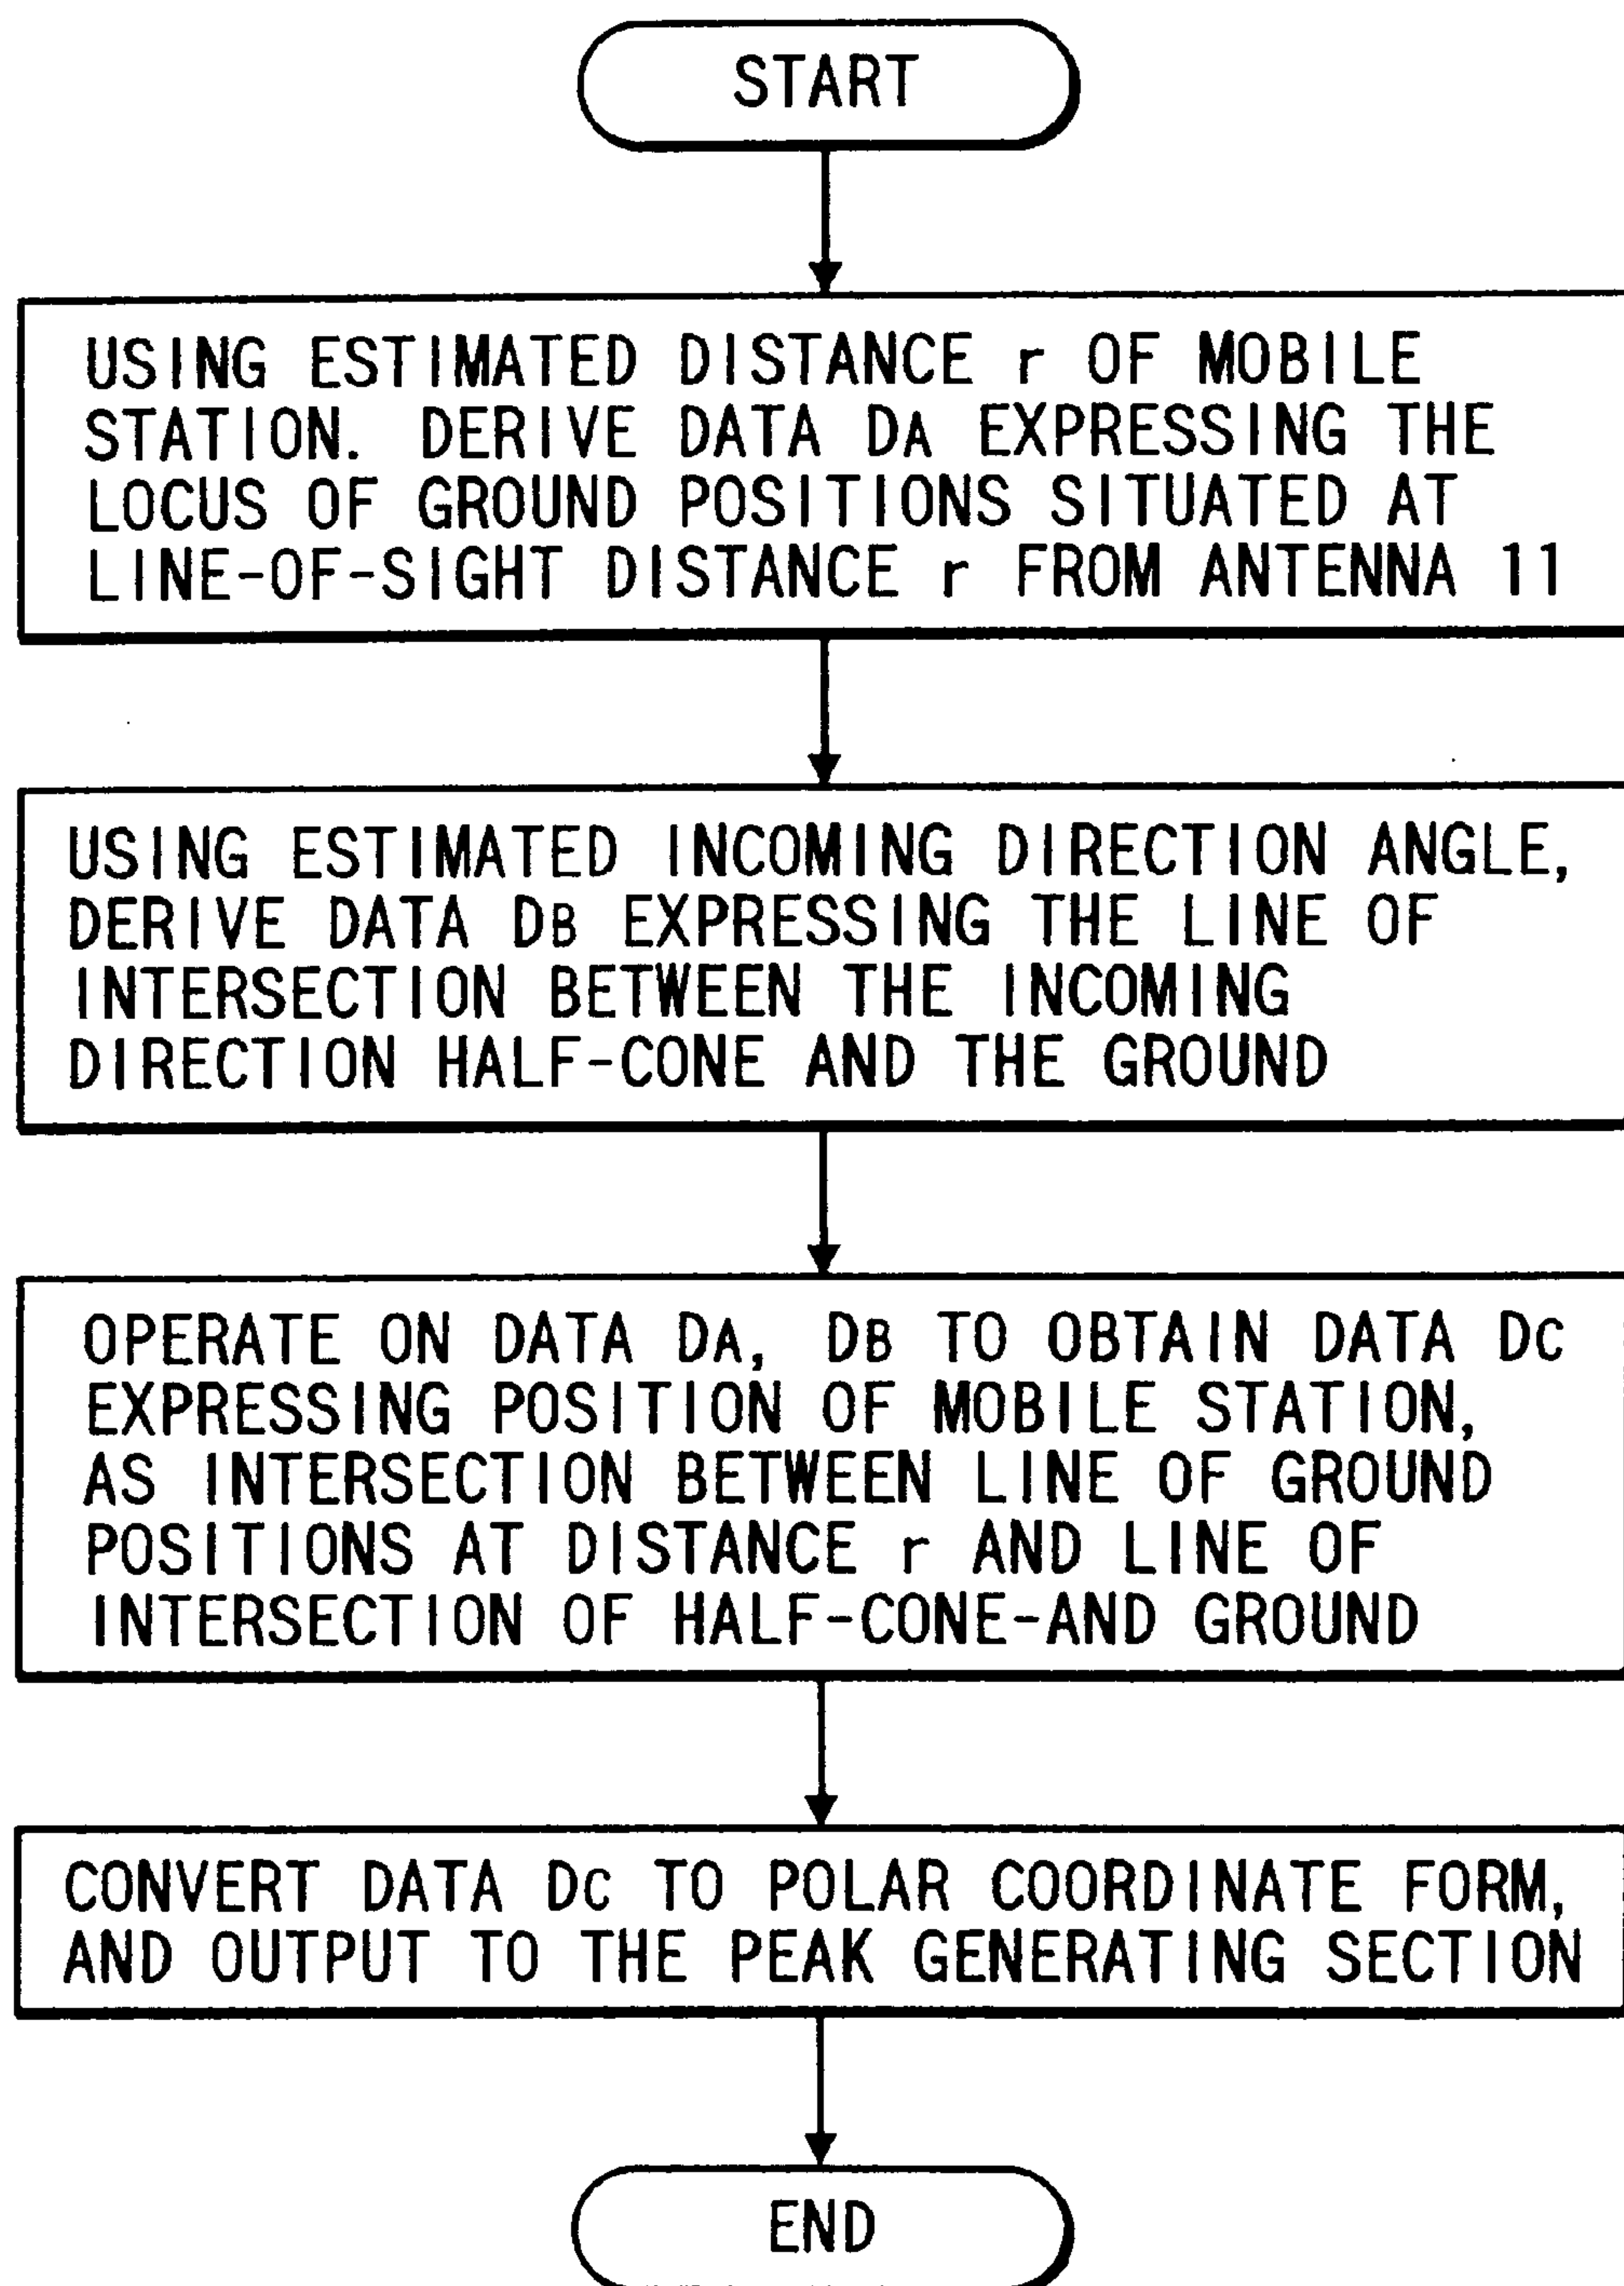 START
USING ESTIMATED DISTANCE r OF MOBILE
STATION. DERIVE DATA DA EXPRESSING THE
LOCUS OF GROUND POSITIONS SITUATED AT
LINE-OF-SIGHT DISTANCE r FROM ANTENNA 11
USING ESTIMATED INCOMING DIRECTION ANGLE,
DERIVE DATA DB EXPRESSING THE LINE OF
INTERSECTION BETWEEN THE INCOMING
DIRECTION HALF-CONE AND THE GROUND
OPERATE ON DATA DA, DB TO OBTAIN DATA DC
EXPRESSING POSITION OF MOBILE STATION,
AS INTERSECTION BETWEEN LINE OF GROUND
POSITIONS AT DISTANCE r AND LINE OF
INTERSECTION OF HALF-CONE-AND GROUND
CONVERT DATA DC TO POLAR COORDINATE FORM,
AND OUTPUT TO THE PEAK GENERATING SECTION
END